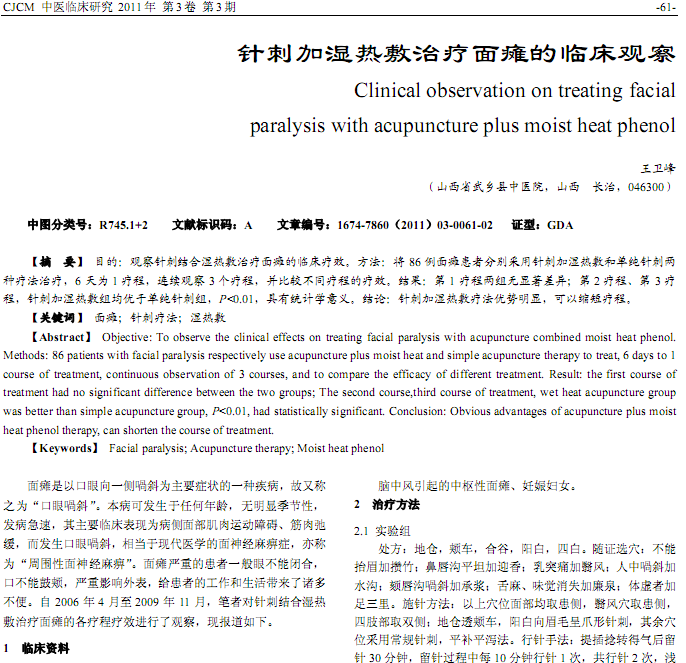 CJCM 中医临床研究 2011年 第3卷 第3期 -61-
针刺加湿热敷治疗面瘫的临床观察
Clinical observation on treating facial
paralysis with acupuncture plus moist heat phenol
王卫峰
（山西省武乡县中医院，山西 长治，046300）
中图分类号：R745.1+2 文献标识码：A 文章编号：1674-7860（2011）03-0061-02 证型：GDA
【摘 要】 目的：观察针刺结合湿热敷治疗面瘫的临床疗效。方法：将 86 例面瘫患者分别采用针刺加湿热敷和单纯针刺两
种疗法治疗，6 天为 1 疗程，连续观察 3 个疗程，并比较不同疗程的疗效。结果：第 1 疗程两组无显著差异；第 2 疗程、第 3 疗
程，针刺加湿热敷组均优于单纯针刺组，P<0.01，具有统计学意义。结论：针刺加湿热敷疗法优势明显，可以缩短疗程。
【关键词】 面瘫；针刺疗法；湿热敷
【Abstract】 Objective: To observe the clinical effects on treating facial paralysis with acupuncture combined moist heat phenol.
Methods: 86 patients with facial paralysis respectively use acupuncture plus moist heat and simple acupuncture therapy to treat, 6 days to 1
course of treatment, continuous observation of 3 courses, and to compare the efficacy of different treatment. Result: the first course of
treatment had no significant difference between the two groups; The second course,third course of treatment, wet heat acupuncture group
was better than simple acupuncture group, P<0.01, had statistically significant. Conclusion: Obvious advantages of acupuncture plus moist
heat phenol therapy, can shorten the course of treatment.
【Keywords】 Facial paralysis; Acupuncture therapy; Moist heat phenol
面瘫是以口眼向一侧喎斜为主要症状的一种疾病，故又称
之为“口眼喎斜”。本病可发生于任何年龄，无明显季节性，
发病急速，其主要临床表现为病侧面部肌肉运动障碍、筋肉弛
缓，而发生口眼喎斜，相当于现代医学的面神经麻痹症，亦称
为“周围性面神经麻痹”。面瘫严重的患者一般眼不能闭合，
口不能鼓颊，严重影响外表，给患者的工作和生活带来了诸多
不便。自 2006 年 4 月至 2009 年 11 月，笔者对针刺结合湿热
敷治疗面瘫的各疗程疗效进行了观察，现报道如下。
1 临床资料
脑中风引起的中枢性面瘫、妊娠妇女。
2 治疗方法
2.1 实验组
处方：地仓，颊车，合谷，阳白，四白。随证选穴：不能
抬眉加攒竹；鼻唇沟平坦加迎香；乳突痛加翳风；人中喎斜加
水沟；颏唇沟喎斜加承浆；舌麻、味觉消失加廉泉；体虚者加
足三里。施针方法：以上穴位面部均取患侧，翳风穴取患侧，
四肢部取双侧；地仓透颊车，阳白向眉毛呈爪形针刺，其余穴
位采用常规针刺，平补平泻法。行针手法：提插捻转得气后留
针 30 分钟，留针过程中每 10 分钟行针 1 次，共行针 2 次，浅